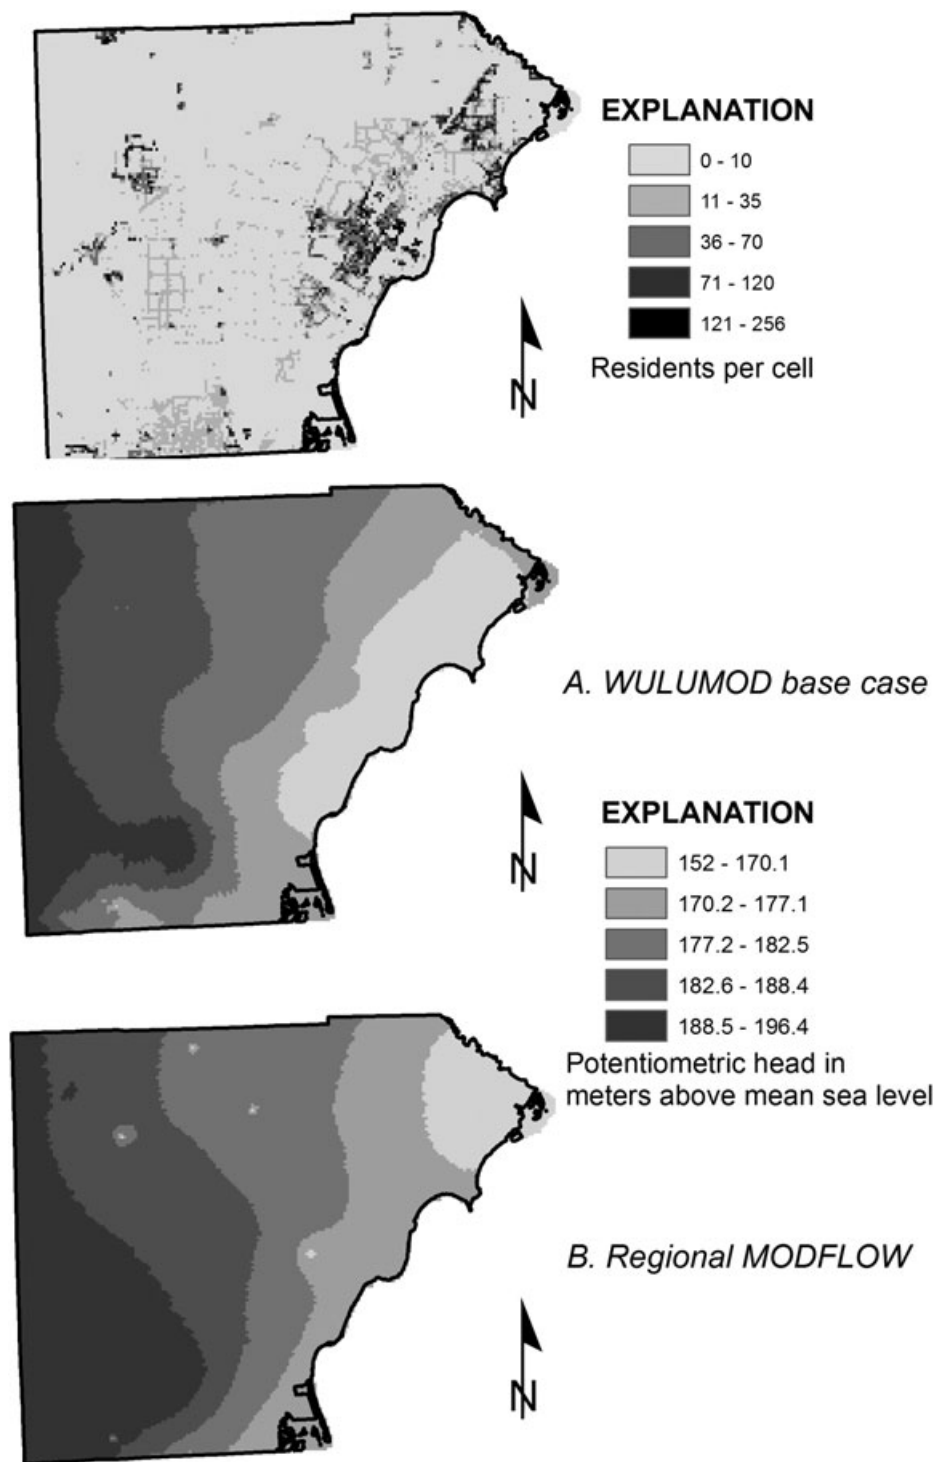 EXPLANATION
0 - 10
11 - 35
36 - 70
71 - 120
121 - 256
Residents per cell
N
A. WULUMOD base case
N
EXPLANATION
152 - 170.1
170.2 - 177.1
177.2 - 182.5
182.6 - 188.4
188.5 - 196.4
Potentiometric head in
meters above mean sea level
B. Regional MODFLOW
N